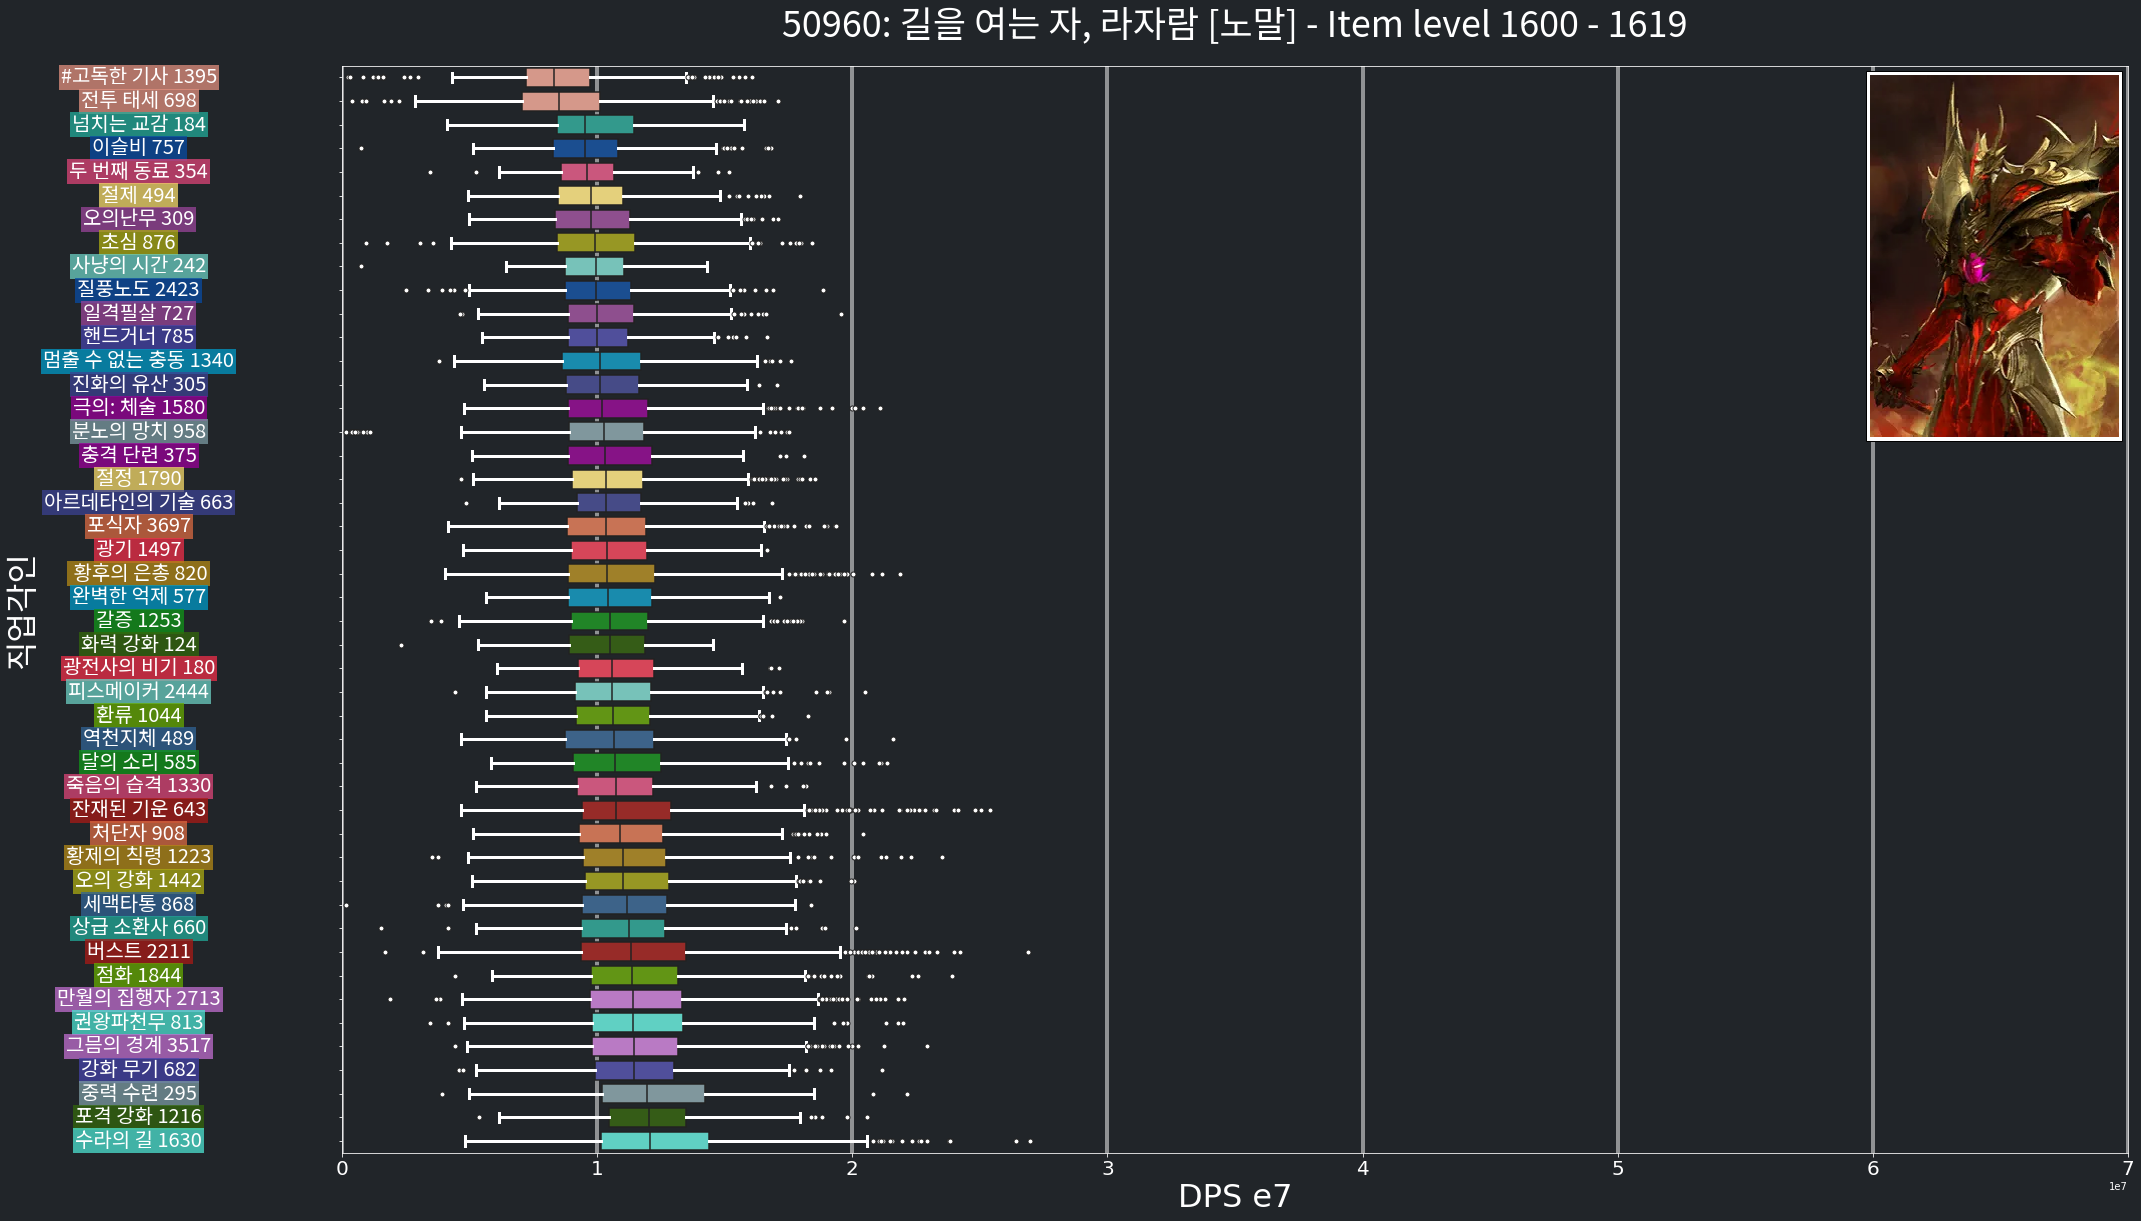 50960: 길을 여는 자, 라자람 [노말] - Item level 1600 - 1619
#고독한 기사 1395
전투 태세 698
넘치는 교감 184
이슬비 757
두 번째 동료 354
절제 494
오의난무 309
초심 876
사냥의 시간 242
질풍노도 2423
일격필살 727
핸드거너 785
멈출 수 없는 충동 1340
진화의 유산 305
극의: 체술 1580
분노의 망치 958
충격 단련 375
절정 1790
아르데타인의 기술 663
포식자 3697
광기 1497
황후의 은총 820
완벽한 억제 577
갈증 1253
화력 강화 124
광전사의 비기 180
피스메이커 2444
환류 1044
역천지체 489
달의 소리 585
죽음의 습격 1330
잔재된 기운 643
처단자 908
황제의 칙령 1223
오의 강화 1442
세맥타통 868
상급 소환사 660
버스트 2211
점화 1844
만월의 집행자 2713
권왕파천무 813
그믐의 경계 3517
강화 무기 682
중력 수련 295
포격 강화 1216
수라의 길 1630
직업각인
0 1 2 3 4 5 6 7
1e7
DPS e7